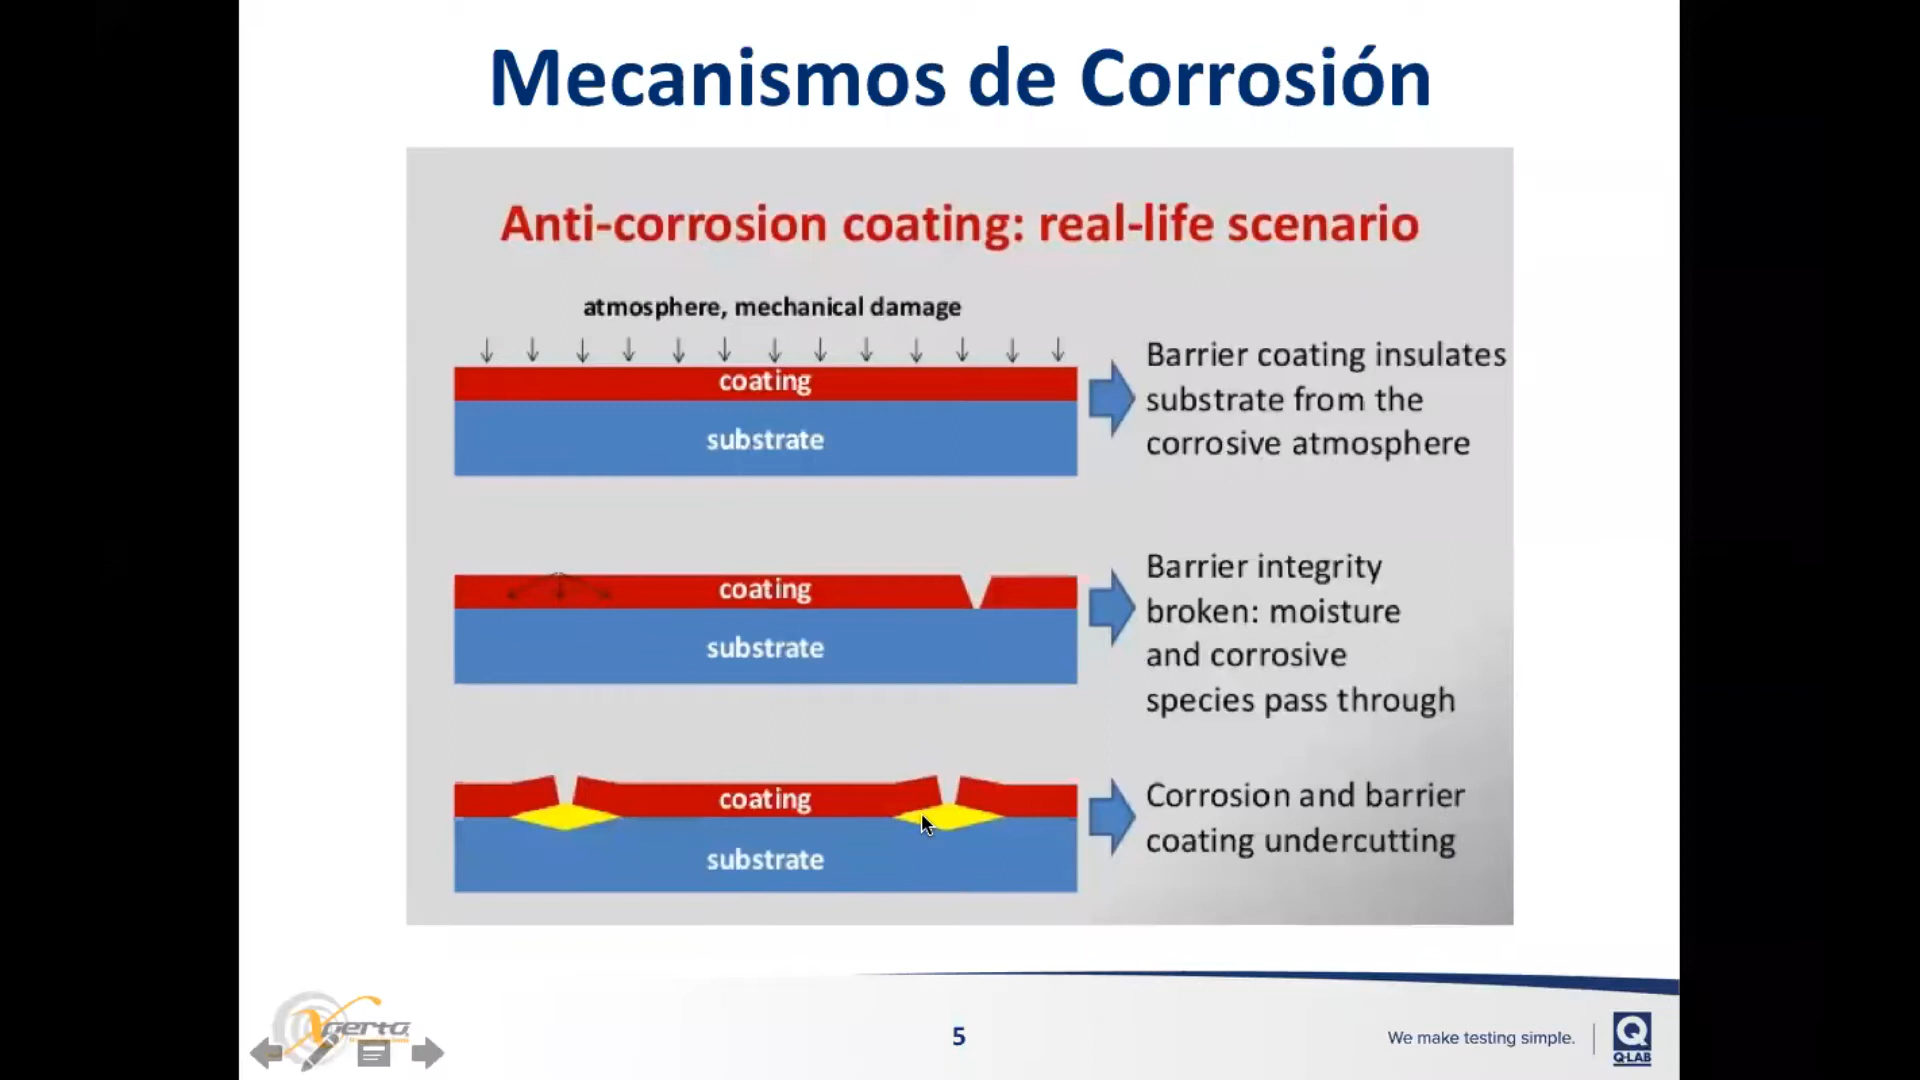 Mecanismos de Corrosión
Anti-corrosion coating: real-life scenario
atmosphere, mechanical damage
coating
substrate
Barrier coating insulates
substrate from the
corrosive atmosphere
coating
substrate
Barrier integrity
broken: moisture
and corrosive
species pass through
coating
substrate
Corrosion and barrier
coating undercutting
Xperto
5
We make testing simple.
Q
Q-LAB